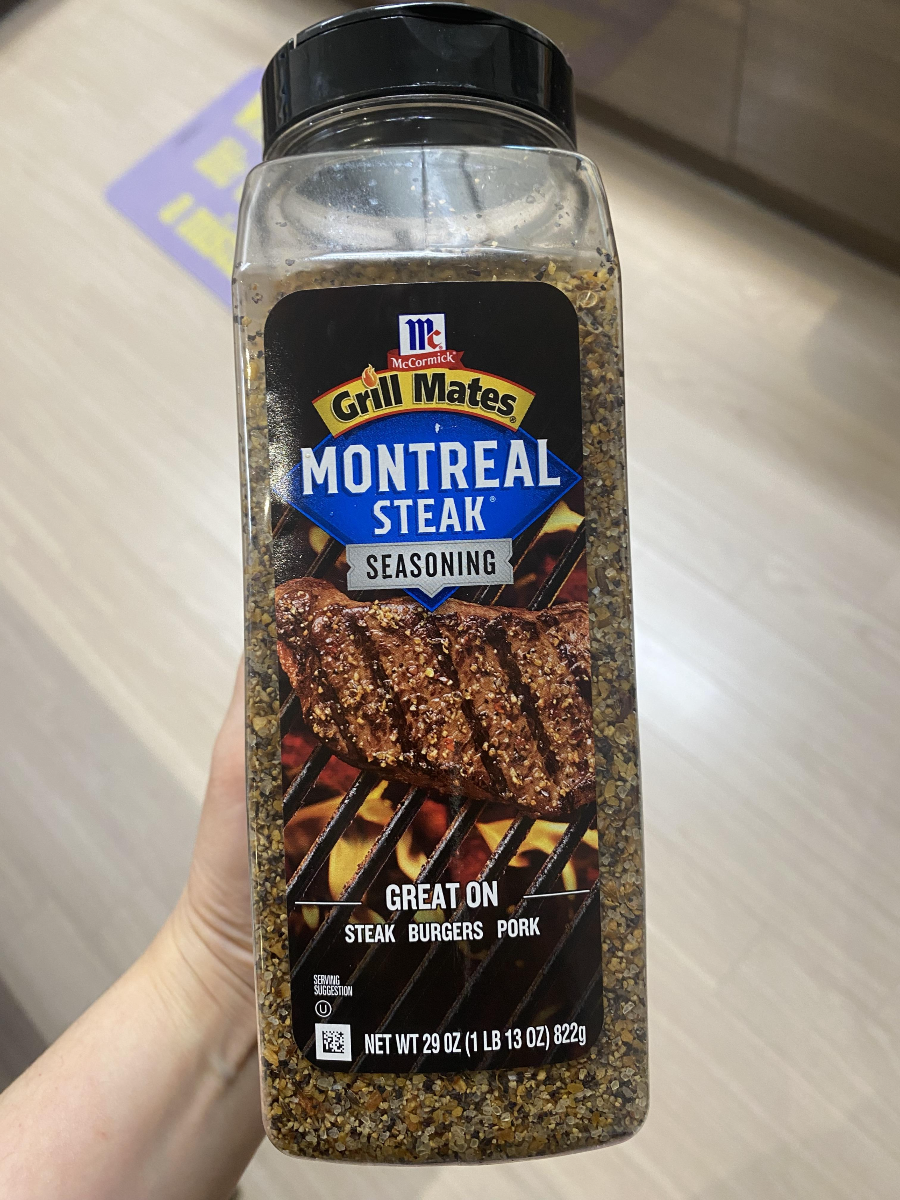 Mc
McCormick®
Grill Mates®
MONTREAL
STEAK®
SEASONING
GREAT ON
STEAK BURGERS PORK
SERVING
SUGGESTION
U
NET WT 29 OZ (1 LB 13 OZ) 822g